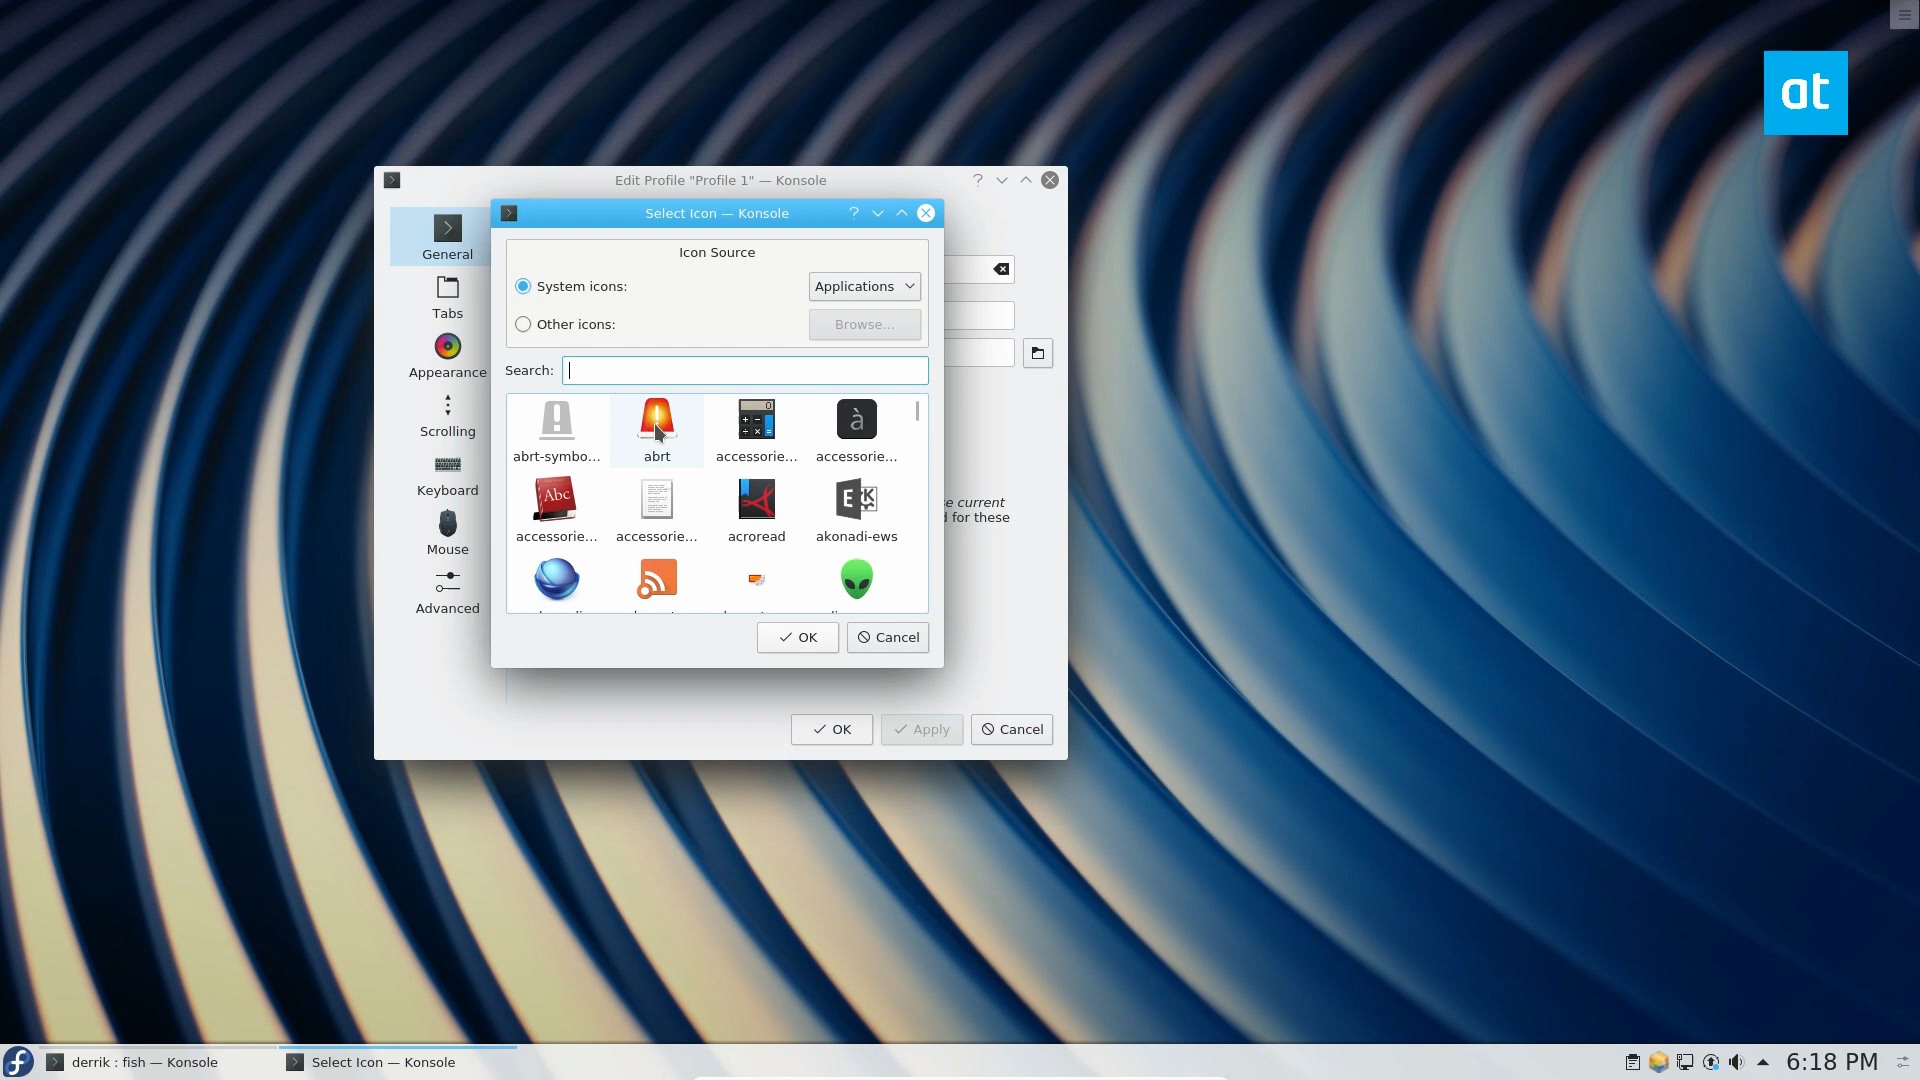 at
Edit Profile "Profile 1" — Konsole
Select Icon — Konsole
General
Tabs
Appearance
Scrolling
Keyboard
Mouse
Advanced
Icon Source
System icons:
Applications
Other icons:
Browse...
Search:
abrt-symbo...
abrt
accessorie...
accessorie...
Abc
accessorie...
accessorie...
acroread
akonadi-ews
OK
Cancel
current
for these
OK
Apply
Cancel
derrik : fish — Konsole
Select Icon — Konsole
6:18 PM